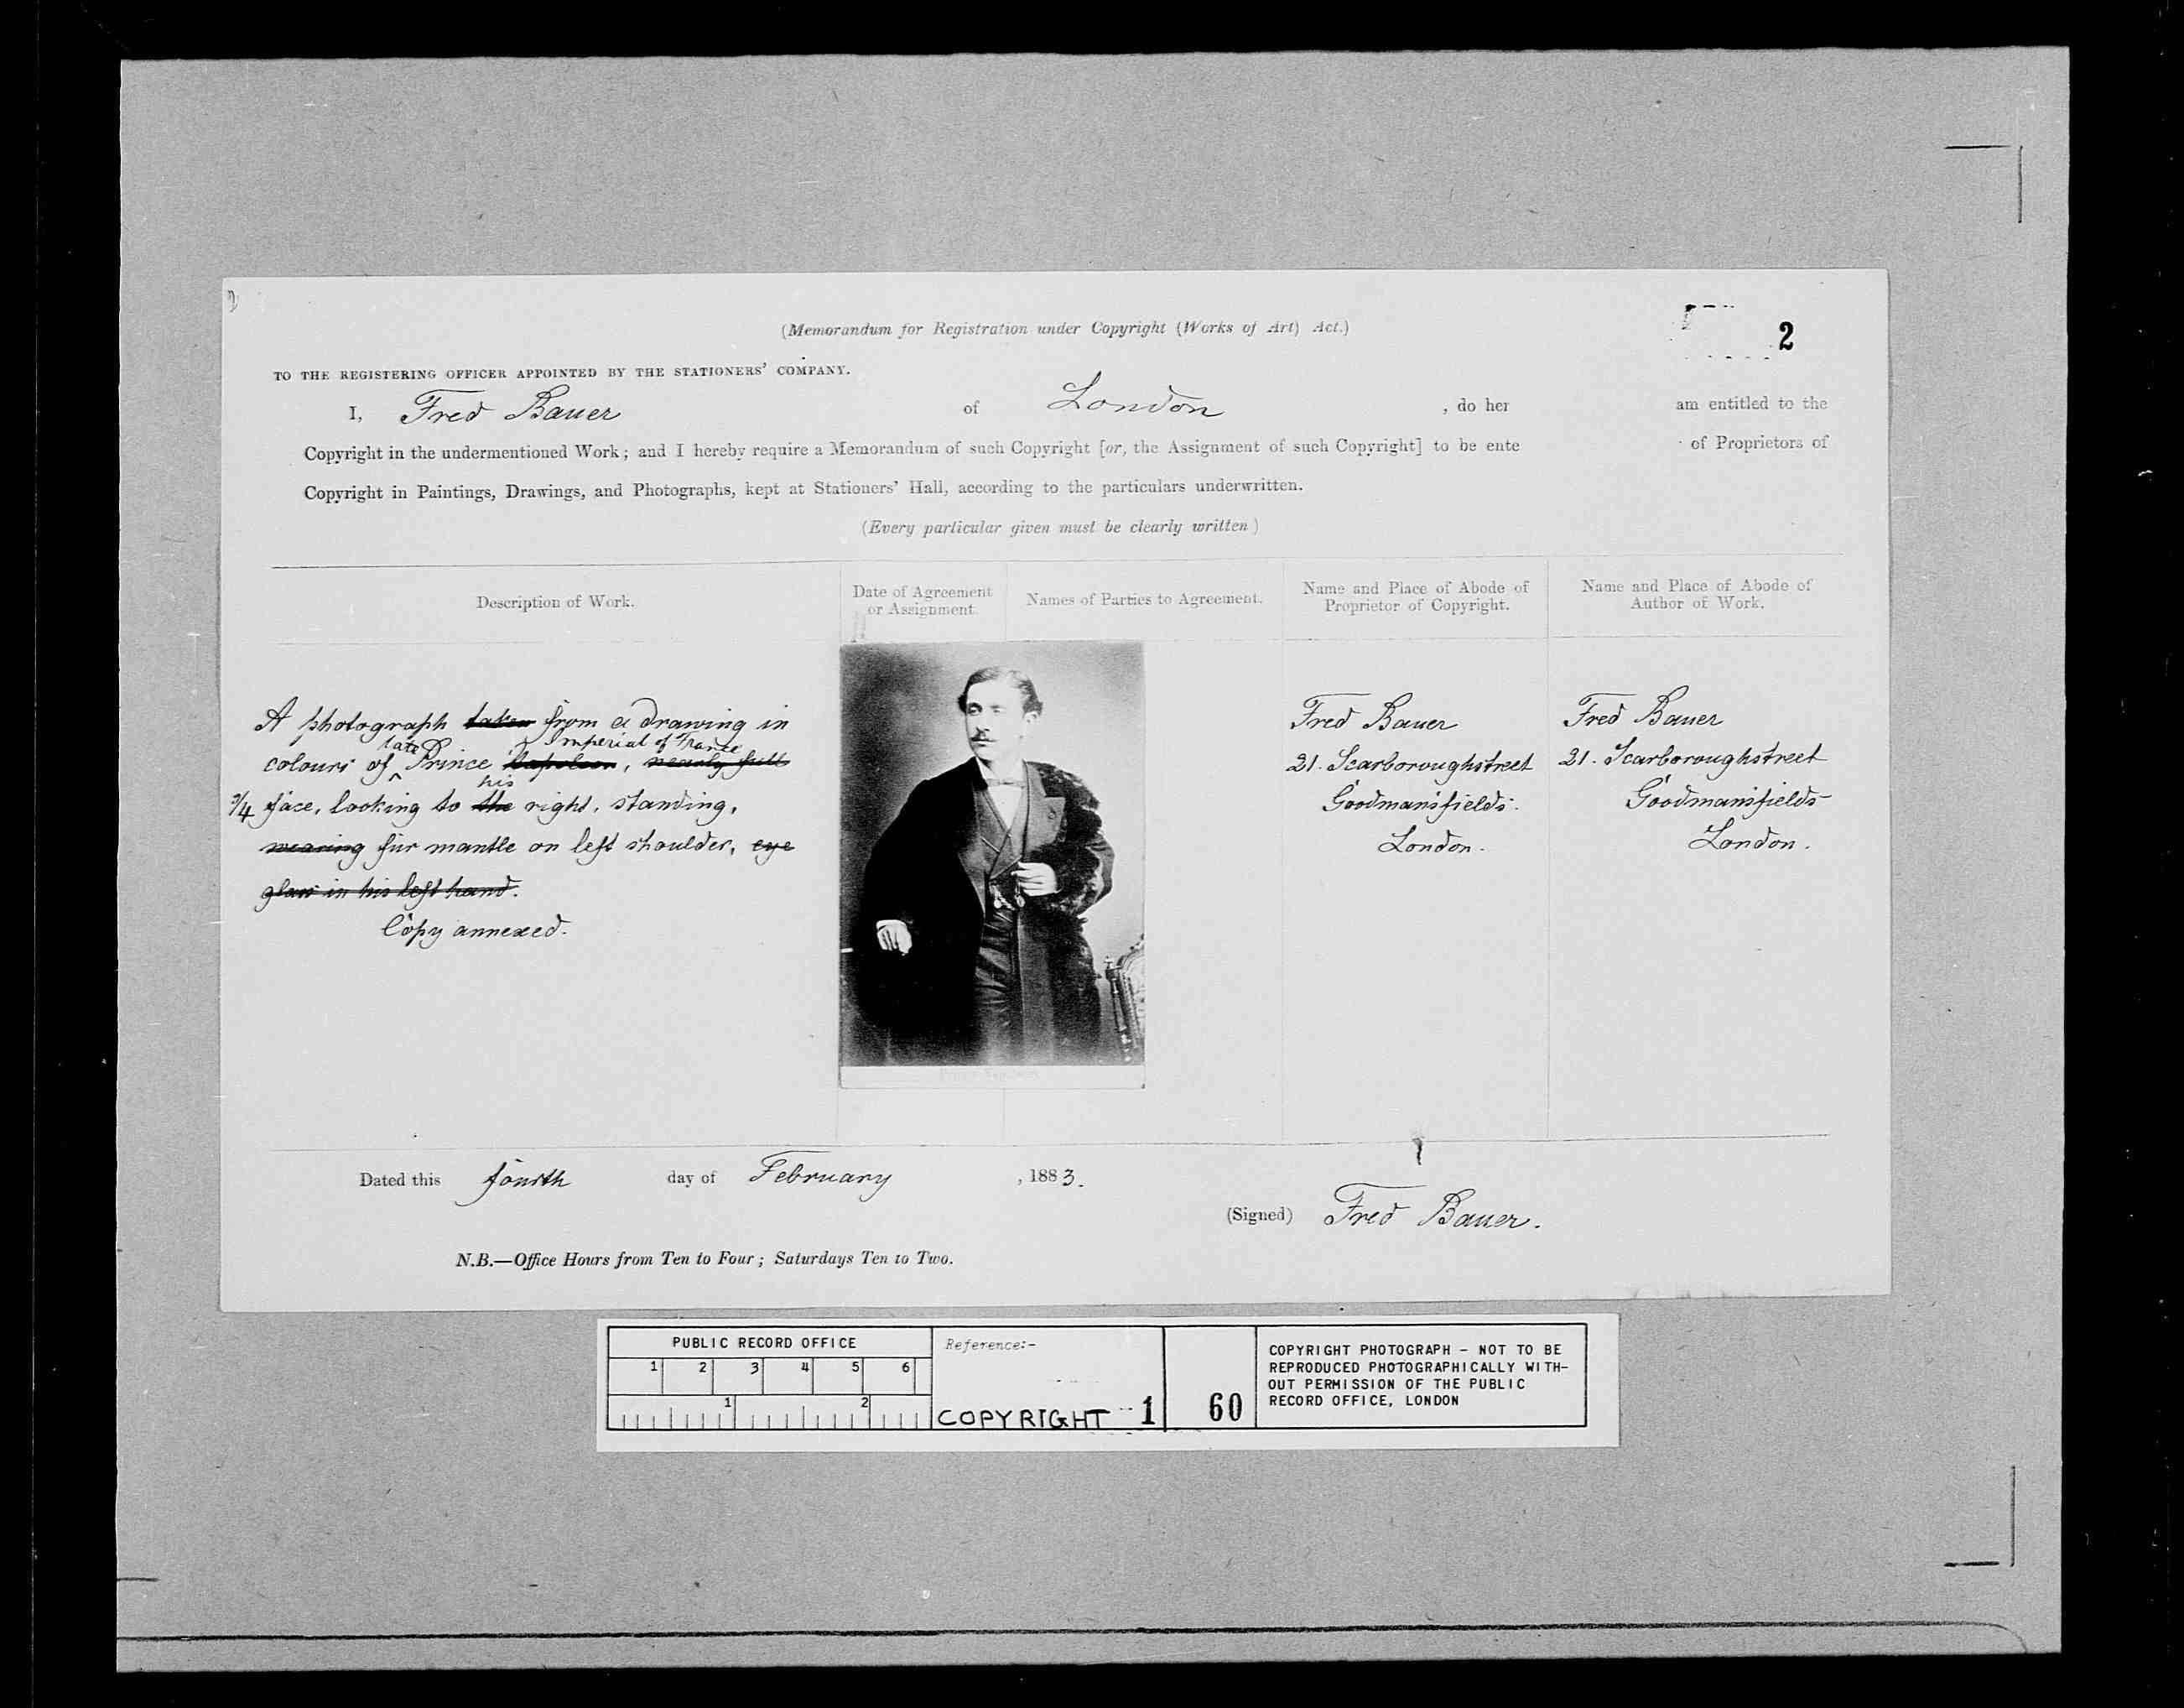 (Memorandum for Registration under Copyright (Works of Art) Act.)
2
TO THE REGISTERING OFFICER APPOINTED BY THE STATIONERS' COMPANY.
I, Fred Bauer of London , do her am entitled to the
Copyright in the undermentioned Work; and I hereby require a Memorandum of such Copyright [or, the Assignment of such Copyright] to be ente of Proprietors of
Copyright in Paintings, Drawings, and Photographs, kept at Stationers' Hall, according to the particulars underwritten.
(Every particular given must be clearly written)
Description of Work.
Date of Agreement
or Assignment.
Names of Parties to Agreement.
Name and Place of Abode of
Proprietor of Copyright.
Name and Place of Abode of
Author of Work.
A photograph taken from a drawing in
late Imperial of France
colours of Prince Napoleon, nearly full
his
3/4 face, looking to the right, standing,
wearing fur mantle on left shoulder, eye
glass in his left hand.
Copy annexed.
Fred Bauer
21. Scarboroughstreet
Goodmansfields.
London.
Fred Bauer
21. Scarboroughstreet
Goodmansfields
London.
Dated this fourth day of February , 1883.
(Signed) Fred Bauer.
N.B.—Office Hours from Ten to Four; Saturdays Ten to Two.
PUBLIC RECORD OFFICE
1 2 3 4 5 6
1 2
Reference:-
COPYRIGHT 1
60
COPYRIGHT PHOTOGRAPH - NOT TO BE
REPRODUCED PHOTOGRAPHICALLY WITH-
OUT PERMISSION OF THE PUBLIC
RECORD OFFICE, LONDON